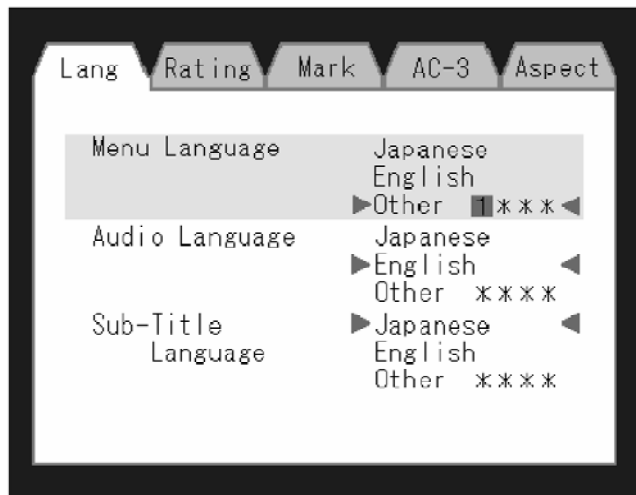 Lang Rating Mark AC-3 Aspect
Menu Language Japanese
English
▶Other 1***◀
Audio Language Japanese
▶English ◀
Other ****
Sub-Title ▶Japanese ◀
Language English
Other ****